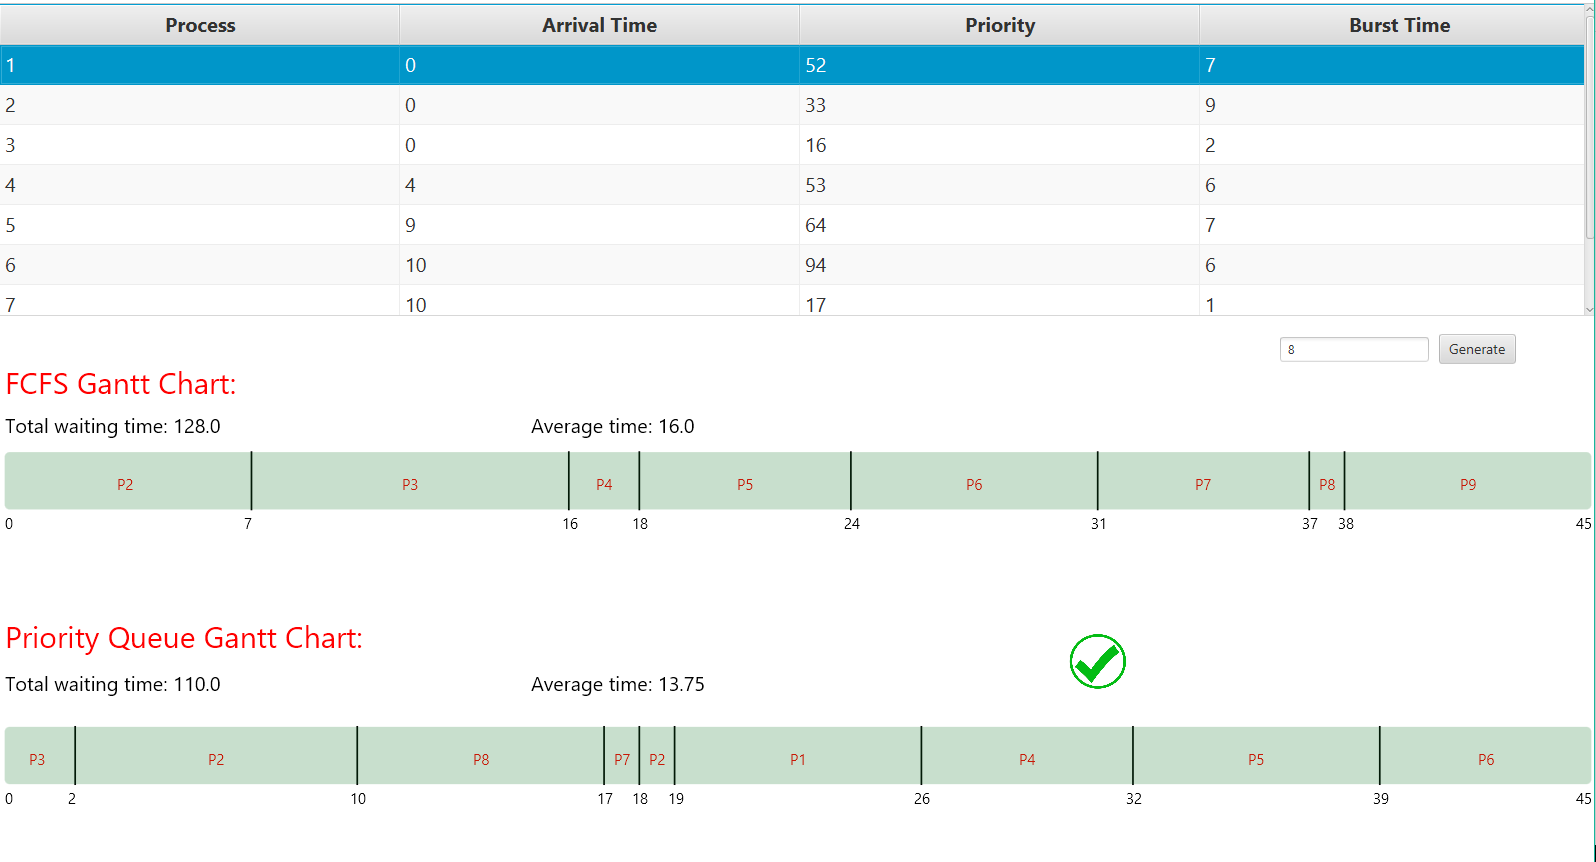 Process Arrival Time Priority Burst Time
1 0 52 7
2 0 33 9
3 0 16 2
4 4 53 6
5 9 64 7
6 10 94 6
7 10 17 1
8 Generate
FCFS Gantt Chart:
Total waiting time: 128.0 Average time: 16.0
P2 P3 P4 P5 P6 P7 P8 P9
0 7 16 18 24 31 37 38 45
Priority Queue Gantt Chart:
Total waiting time: 110.0 Average time: 13.75
P3 P2 P8 P7 P2 P1 P4 P5 P6
0 2 10 17 18 19 26 32 39 45